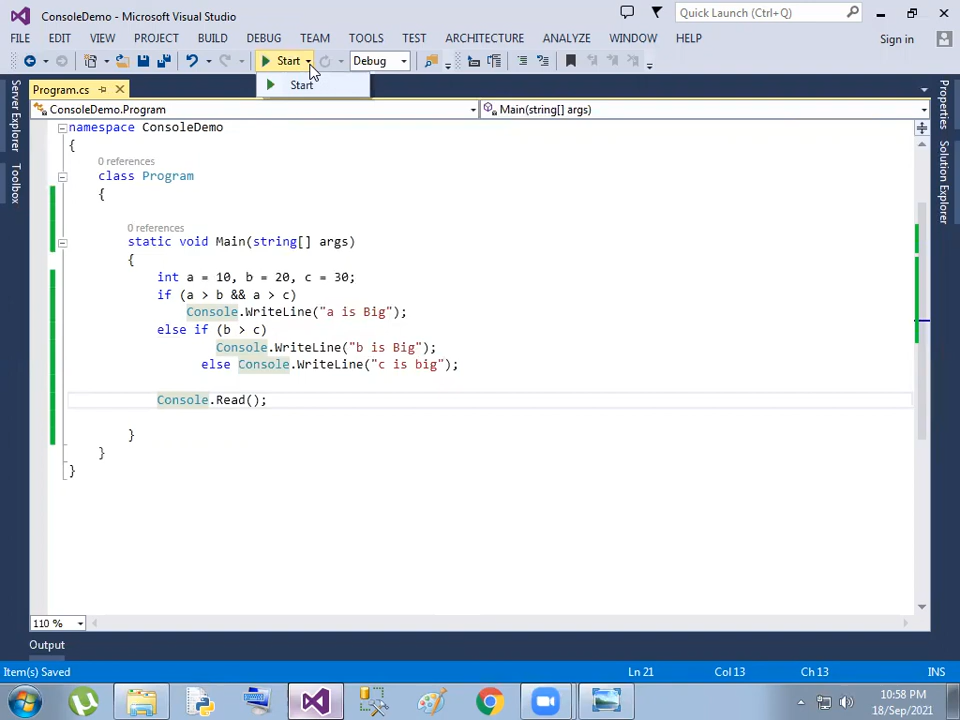 ConsoleDemo - Microsoft Visual Studio
Quick Launch (Ctrl+Q)
FILE EDIT VIEW PROJECT BUILD DEBUG TEAM TOOLS TEST ARCHITECTURE ANALYZE WINDOW HELP Sign in
Start Debug
Start
Program.cs
ConsoleDemo.Program Main(string[] args)
Server Explorer
Toolbox
Properties
Solution Explorer
namespace ConsoleDemo
{
0 references
class Program
{
0 references
static void Main(string[] args)
{
int a = 10, b = 20, c = 30;
if (a > b && a > c)
Console.WriteLine("a is Big");
else if (b > c)
Console.WriteLine("b is Big");
else Console.WriteLine("c is big");
Console.Read();
}
}
}
110 %
Output
Item(s) Saved Ln 21 Col 13 Ch 13 INS
10:58 PM
18/Sep/2021